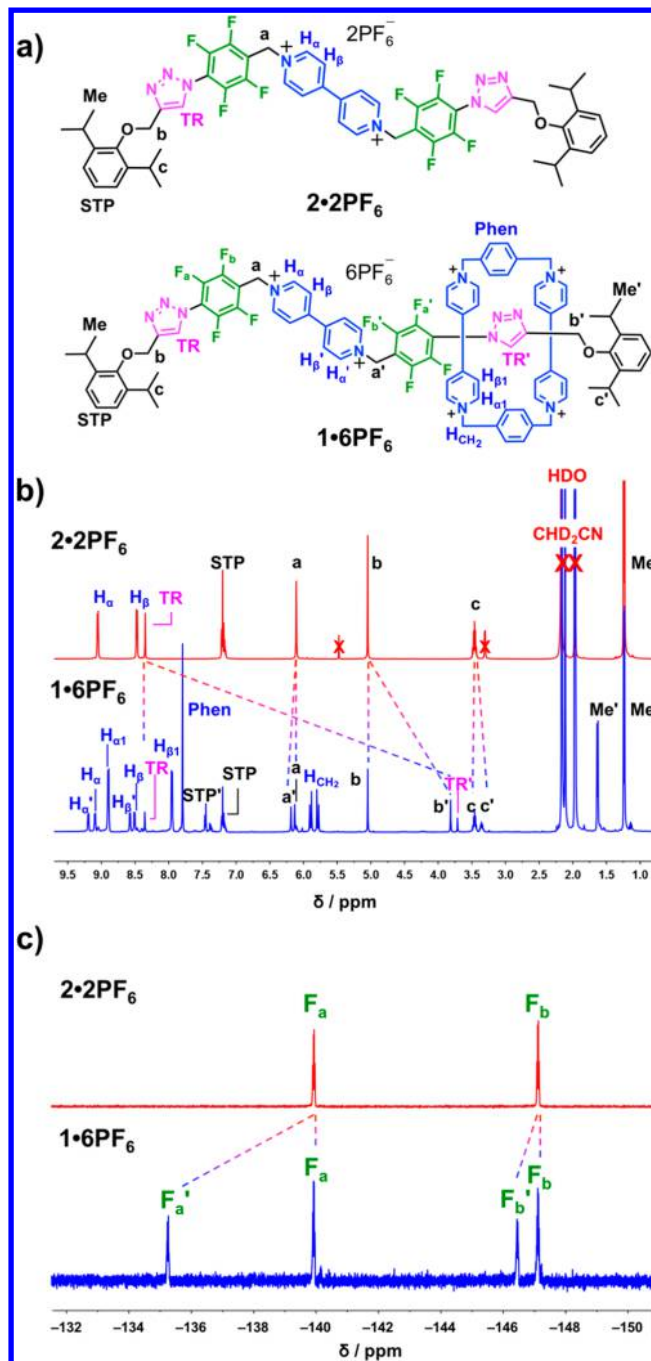 a)
a
2PF₆⁻
Hα
Hβ
F F
F F
N N N
N
+
TR
Me
O
b
c
STP
N
+
F F
F F
N N N
O
2•2PF₆
Phen
Fa Fb
a
6PF₆⁻
Hα
Hβ
F F
N N N
TR
Me
O
b
c
STP
N
+
Hβ' Hα'
N
+
a'
Fb' Fa'
F F
F F
N N N
TR'
b'
Me'
O
c'
N + + N
Hβ1
Hα1
N + + N
HCH2
1•6PF₆
b)
HDO
CHD₂CN
2•2PF₆
Hα Hβ TR STP a b c Me
X X X X
1•6PF₆
Hα' Hα Hα1 Hβ' Hβ TR Hβ1 Phen STP' STP a' a HCH2 b b' TR' c c' Me' Me
9.5 9.0 8.5 8.0 7.5 7.0 6.5 6.0 5.5 5.0 4.5 4.0 3.5 3.0 2.5 2.0 1.5 1.0
δ / ppm
c)
2•2PF₆
Fa Fb
1•6PF₆
Fa' Fa Fb' Fb
−132 −134 −136 −138 −140 −142 −144 −146 −148 −150
δ / ppm